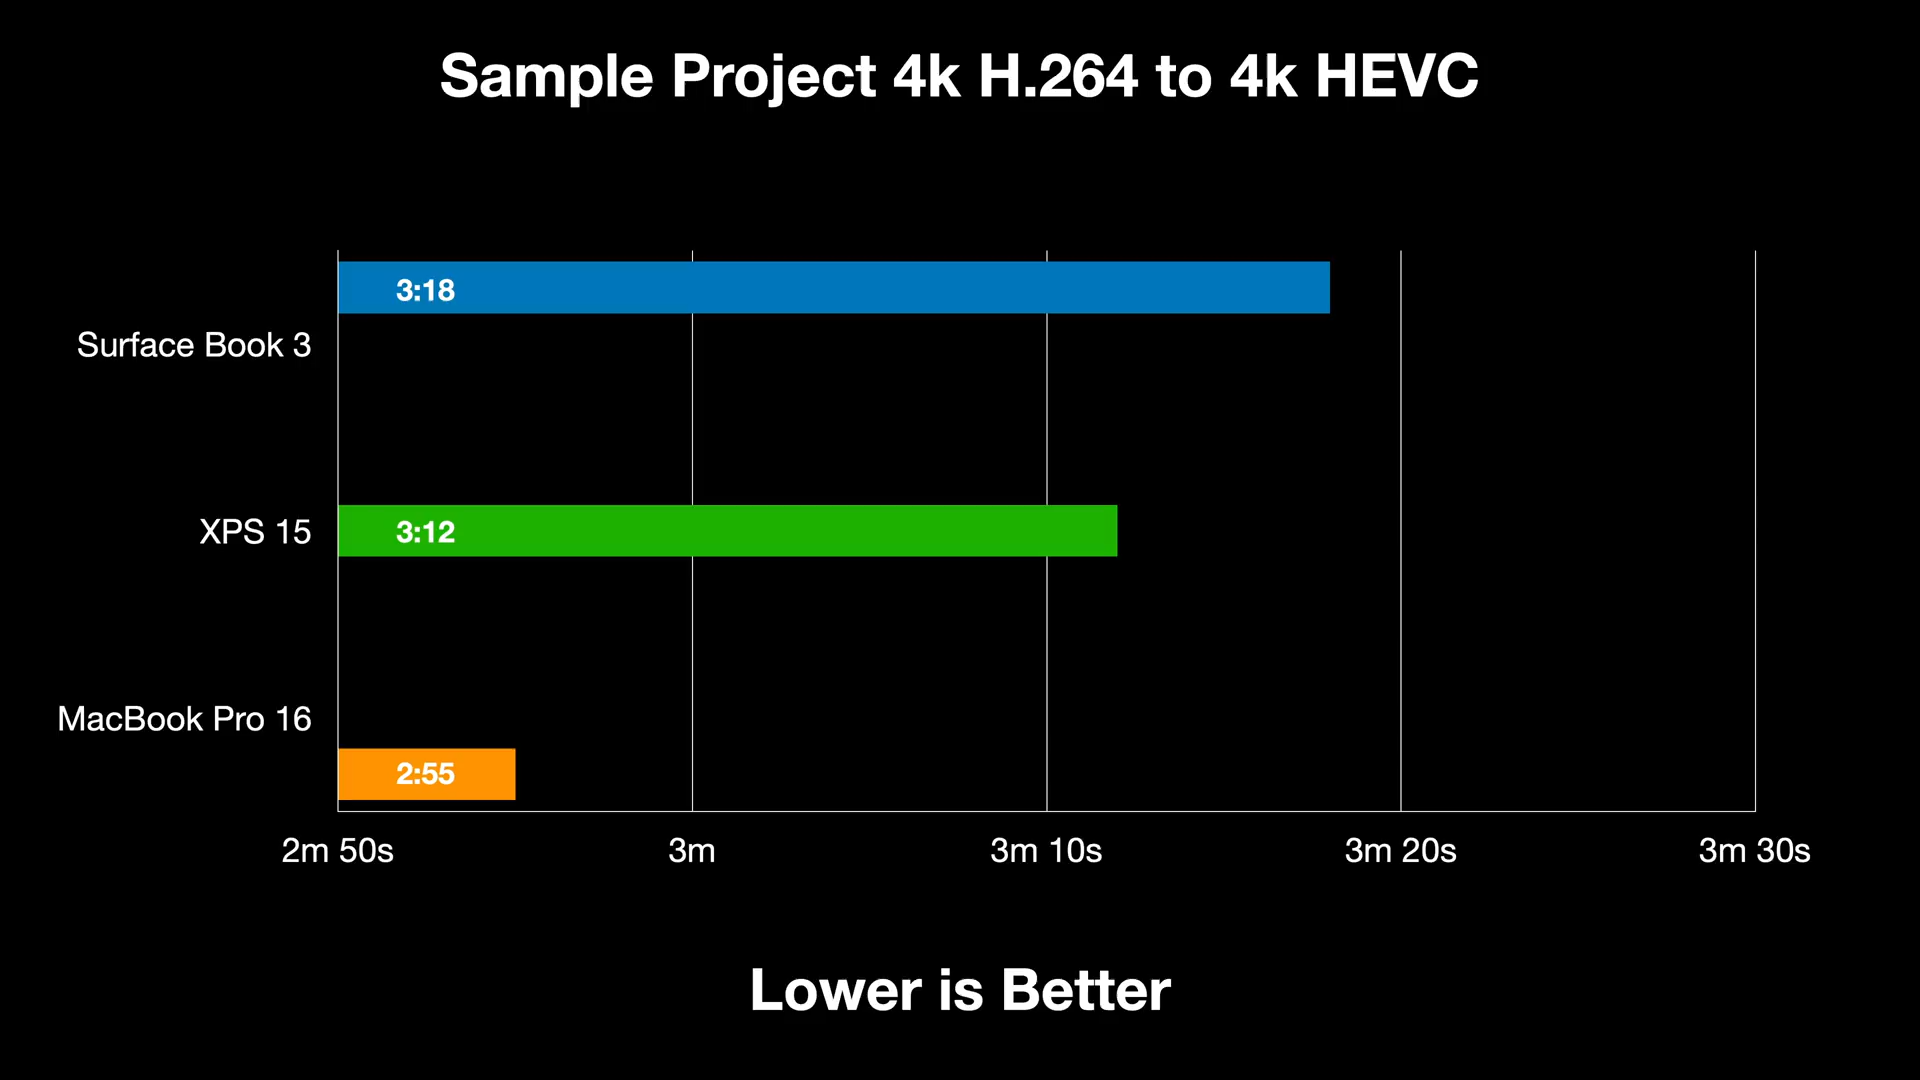 Sample Project 4k H.264 to 4k HEVC
3:18
Surface Book 3
XPS 15
3:12
MacBook Pro 16
2:55
2m 50s
3m
3m 10s
3m 20s
3m 30s
Lower is Better